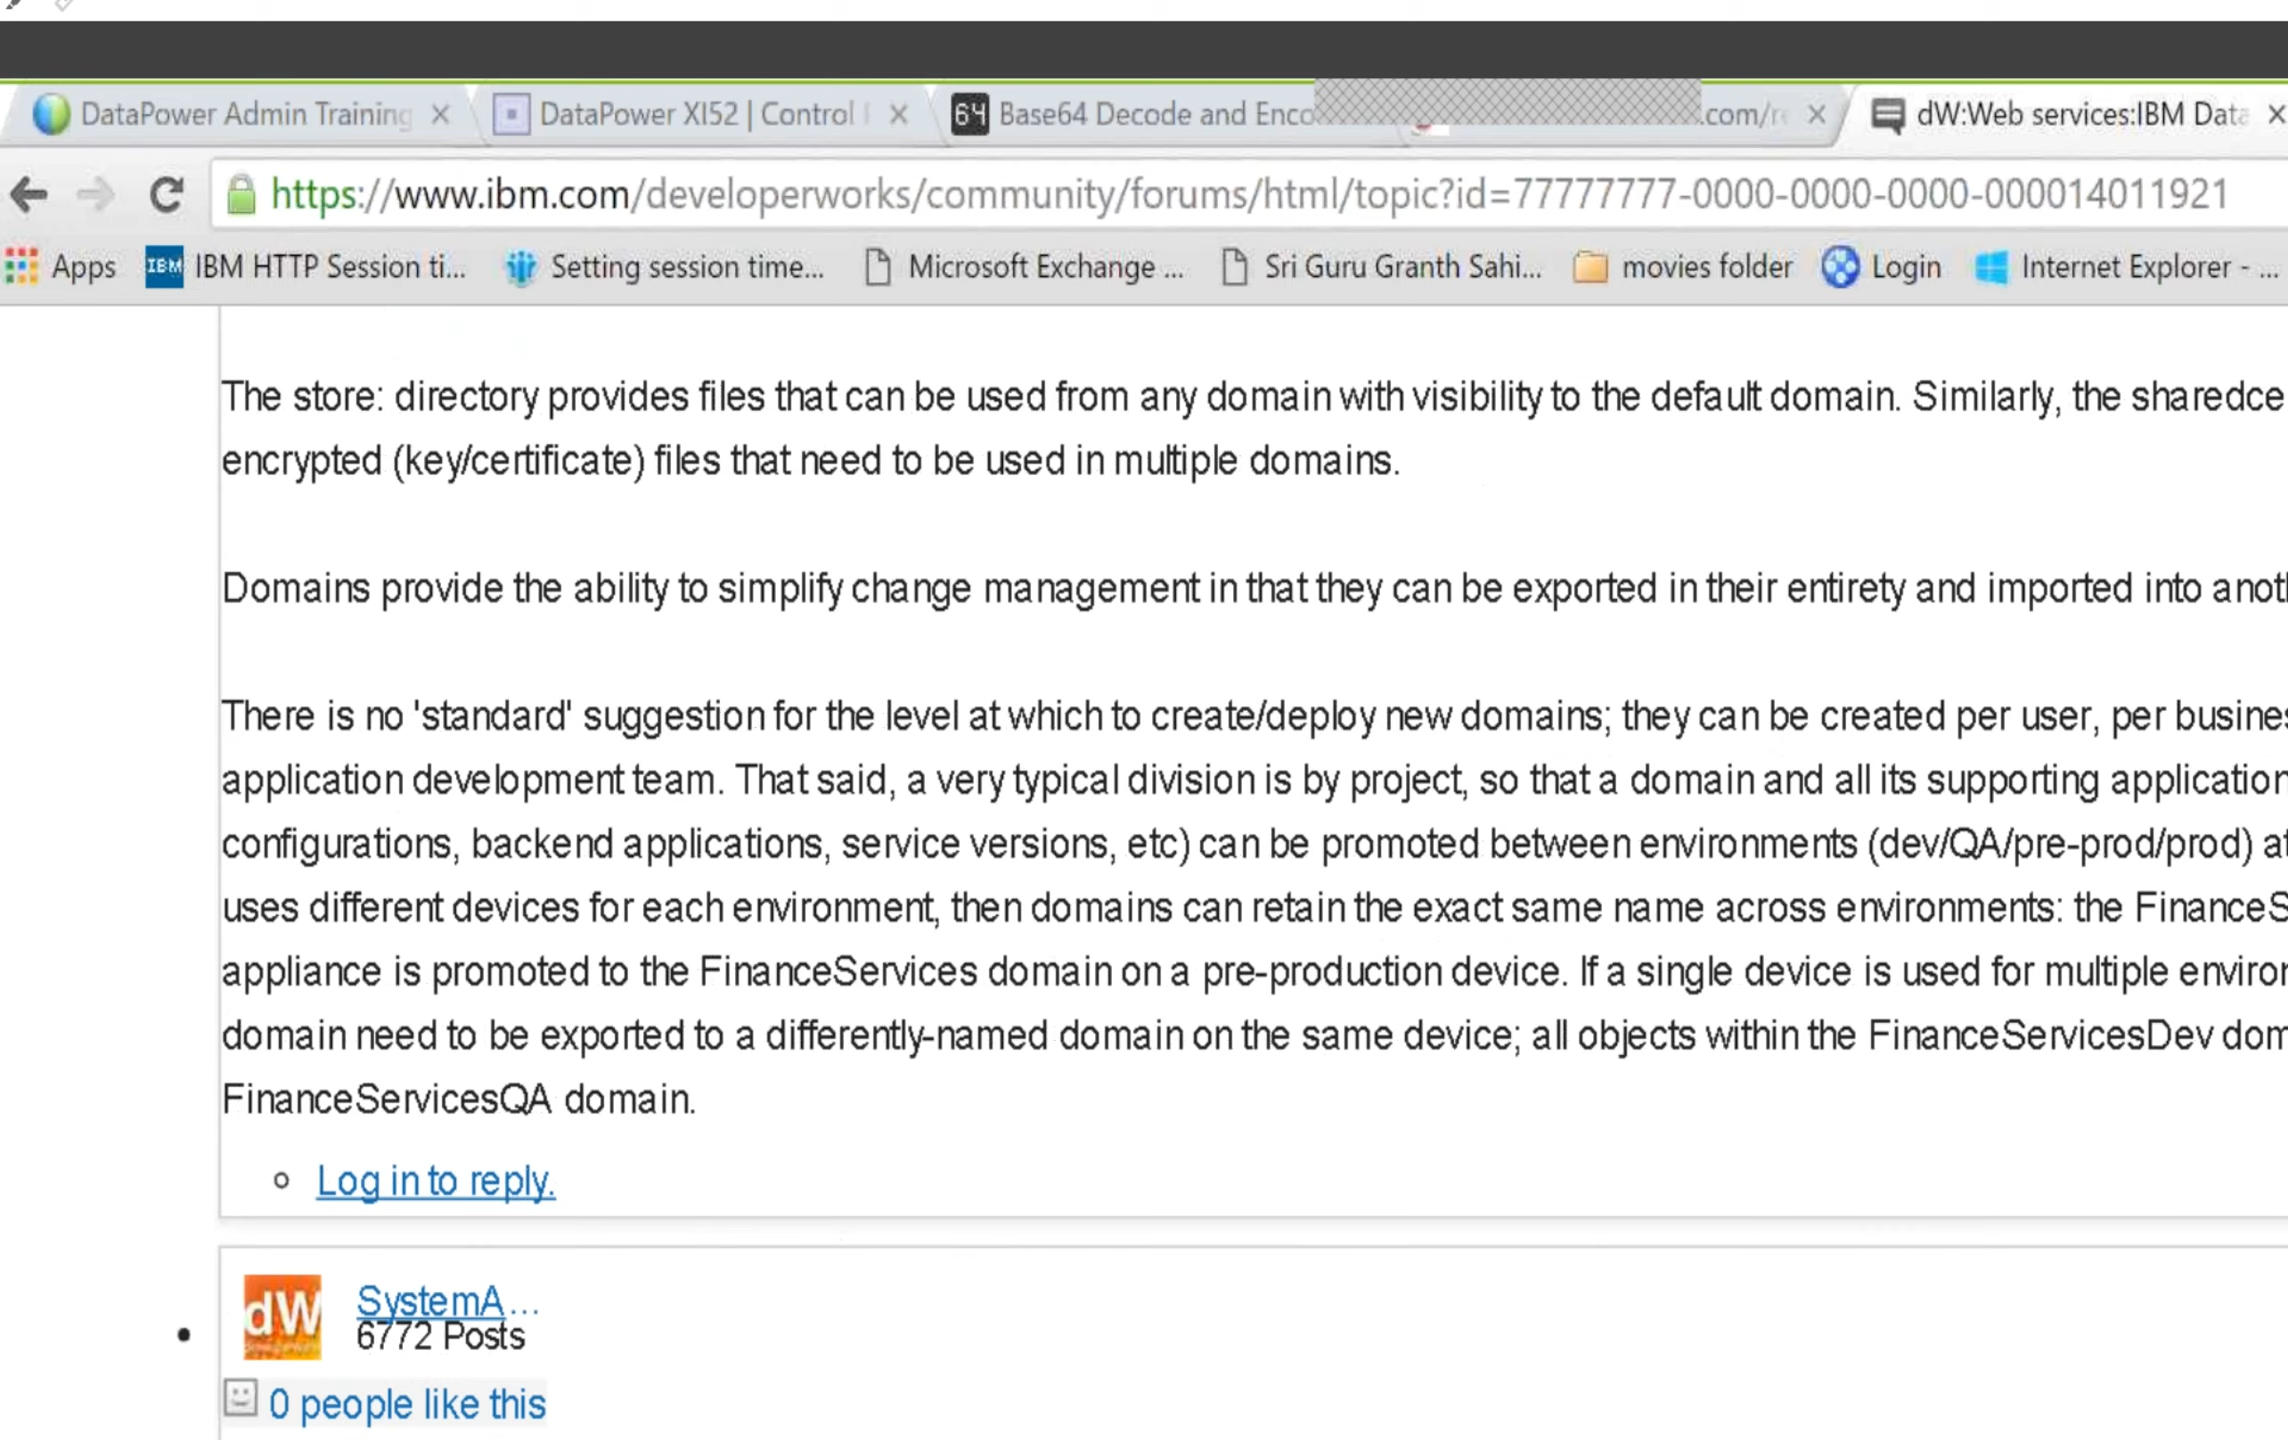 DataPower Admin Training
DataPower XI52 | Control
64 Base64 Decode and Enco
.com/r
dW:Web services:IBM Data
https://www.ibm.com/developerworks/community/forums/html/topic?id=77777777-0000-0000-0000-000014011921
Apps
IBM IBM HTTP Session ti...
Setting session time...
Microsoft Exchange ...
Sri Guru Granth Sahi...
movies folder
Login
Internet Explorer - ...
The store: directory provides files that can be used from any domain with visibility to the default domain. Similarly, the sharedce
encrypted (key/certificate) files that need to be used in multiple domains.
Domains provide the ability to simplify change management in that they can be exported in their entirety and imported into anoth
There is no 'standard' suggestion for the level at which to create/deploy new domains; they can be created per user, per busines
application development team. That said, a very typical division is by project, so that a domain and all its supporting application
configurations, backend applications, service versions, etc) can be promoted between environments (dev/QA/pre-prod/prod) at
uses different devices for each environment, then domains can retain the exact same name across environments: the FinanceS
appliance is promoted to the FinanceServices domain on a pre-production device. If a single device is used for multiple environ
domain need to be exported to a differently-named domain on the same device; all objects within the FinanceServicesDev dom
FinanceServicesQA domain.
Log in to reply.
dW
SystemA...
6772 Posts
0 people like this